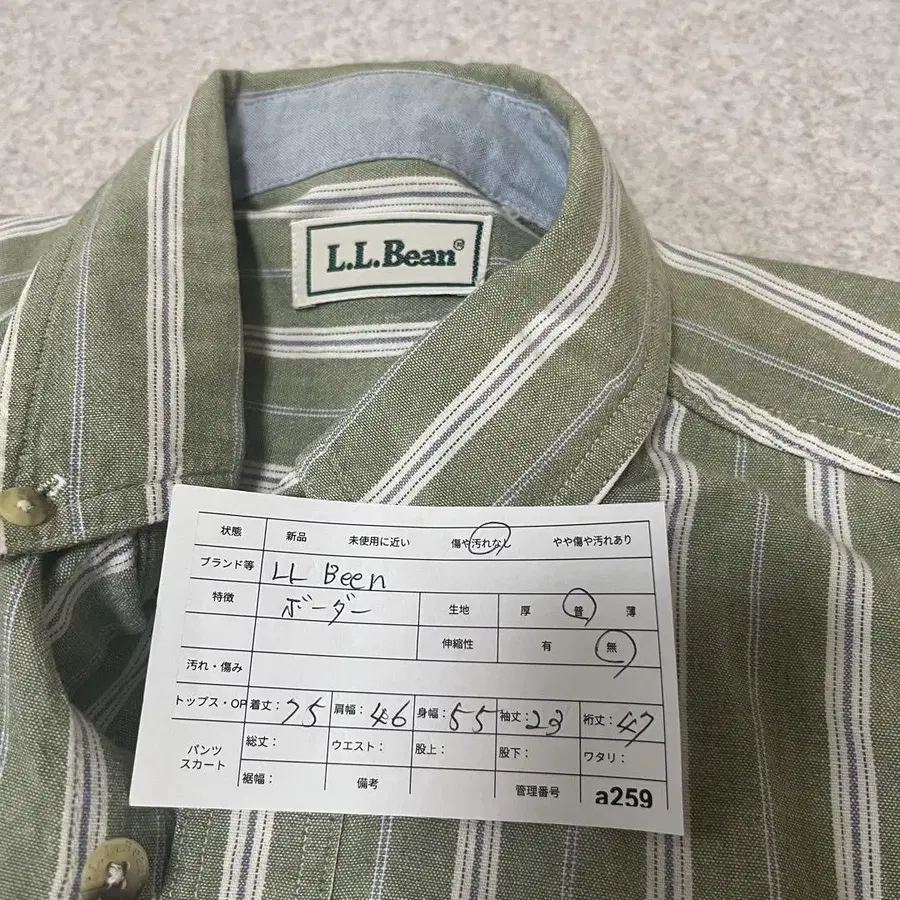 L.L.Bean®
状態 新品 未使用に近い 傷や汚れなし やや傷や汚れあり
ブランド等 LL Been
特徴 ボーダー 生地 厚 普 薄
伸縮性 有 無
汚れ・傷み
トップス・OP 着丈：75 肩幅：46 身幅：55 袖丈：23 裄丈：47
パンツ スカート 総丈： ウエスト： 股上： 股下： ワタリ：
裾幅： 備考 管理番号 a259
L.L.Bean